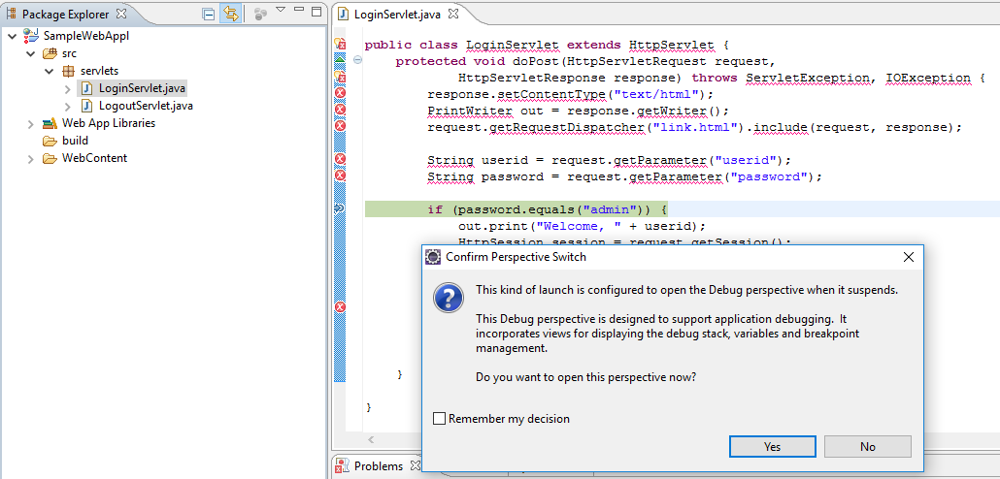 Package Explorer
SampleWebAppl
src
servlets
LoginServlet.java
LogoutServlet.java
Web App Libraries
build
WebContent
LoginServlet.java
public class LoginServlet extends HttpServlet {
protected void doPost(HttpServletRequest request,
HttpServletResponse response) throws ServletException, IOException {
response.setContentType("text/html");
PrintWriter out = response.getWriter();
request.getRequestDispatcher("link.html").include(request, response);
String userid = request.getParameter("userid");
String password = request.getParameter("password");
if (password.equals("admin")) {
out.print("Welcome, " + userid);
HttpSession session = request.getSession();
}
}
Confirm Perspective Switch
This kind of launch is configured to open the Debug perspective when it suspends.
This Debug perspective is designed to support application debugging. It
incorporates views for displaying the debug stack, variables and breakpoint
management.
Do you want to open this perspective now?
Remember my decision
Yes No
Problems